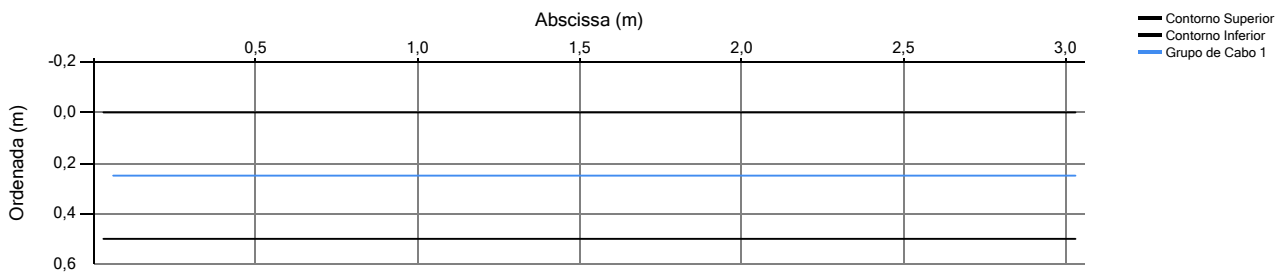 Abscissa (m)
0,5 1,0 1,5 2,0 2,5 3,0
Contorno Superior
Contorno Inferior
Grupo de Cabo 1
Ordenada (m)
-0,2
0,0
0,2
0,4
0,6